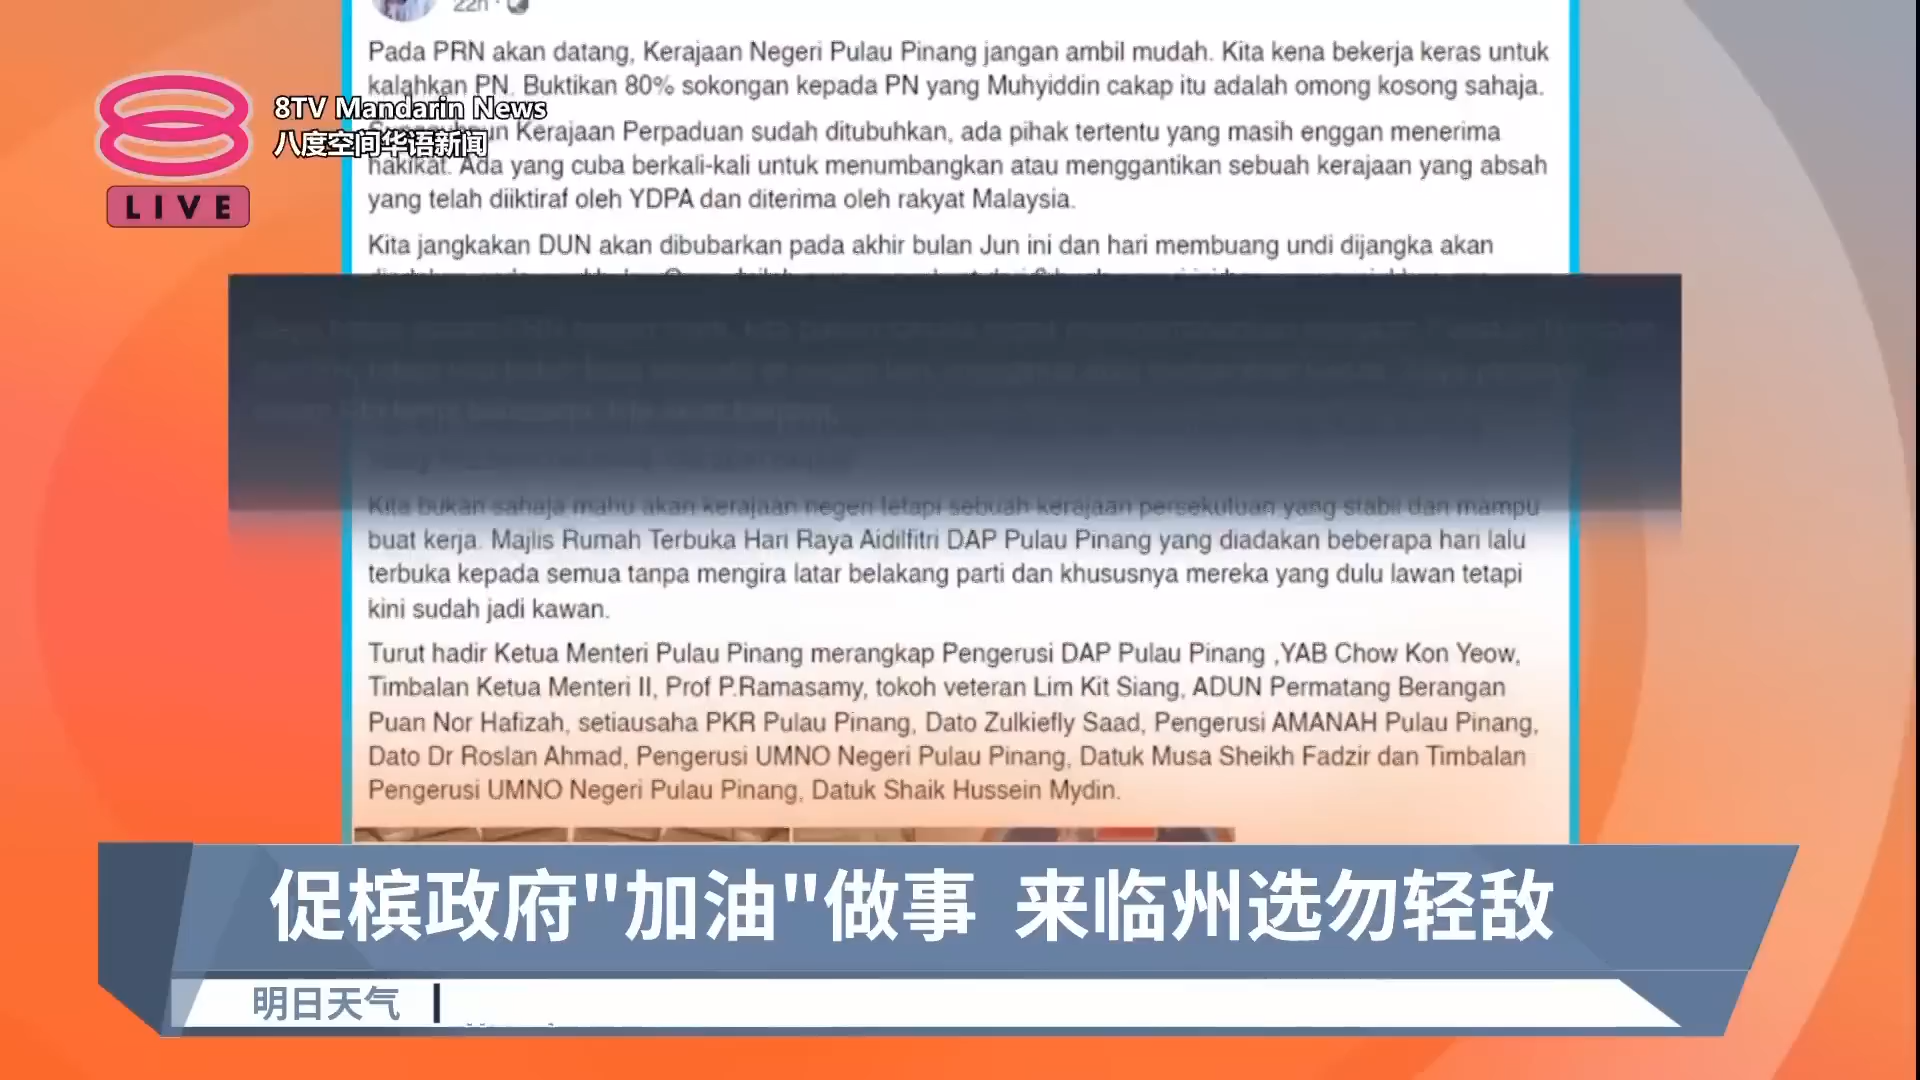 22h
Pada PRN akan datang, Kerajaan Negeri Pulau Pinang jangan ambil mudah. Kita kena bekerja keras untuk
kalahkan PN. Buktikan 80% sokongan kepada PN yang Muhyiddin cakap itu adalah omong kosong sahaja.
8TV Mandarin News
八度空间华语新闻
LIVE
Kerajaan Perpaduan sudah ditubuhkan, ada pihak tertentu yang masih enggan menerima
hakikat. Ada yang cuba berkali-kali untuk menumbangkan atau menggantikan sebuah kerajaan yang absah
yang telah diiktiraf oleh YDPA dan diterima oleh rakyat Malaysia.
Kita jangkakan DUN akan dibubarkan pada akhir bulan Jun ini dan hari membuang undi dijangka akan
Kita bukan sahaja mahu akan kerajaan negeri tetapi sebuah kerajaan persekutuan yang stabil dan mampu
buat kerja. Majlis Rumah Terbuka Hari Raya Aidilfitri DAP Pulau Pinang yang diadakan beberapa hari lalu
terbuka kepada semua tanpa mengira latar belakang parti dan khususnya mereka yang dulu lawan tetapi
kini sudah jadi kawan.
Turut hadir Ketua Menteri Pulau Pinang merangkap Pengerusi DAP Pulau Pinang ,YAB Chow Kon Yeow,
Timbalan Ketua Menteri II, Prof P.Ramasamy, tokoh veteran Lim Kit Siang, ADUN Permatang Berangan
Puan Nor Hafizah, setiausaha PKR Pulau Pinang, Dato Zulkiefly Saad, Pengerusi AMANAH Pulau Pinang,
Dato Dr Roslan Ahmad, Pengerusi UMNO Negeri Pulau Pinang, Datuk Musa Sheikh Fadzir dan Timbalan
Pengerusi UMNO Negeri Pulau Pinang, Datuk Shaik Hussein Mydin.
促槟政府"加油"做事 来临州选勿轻敌
明日天气